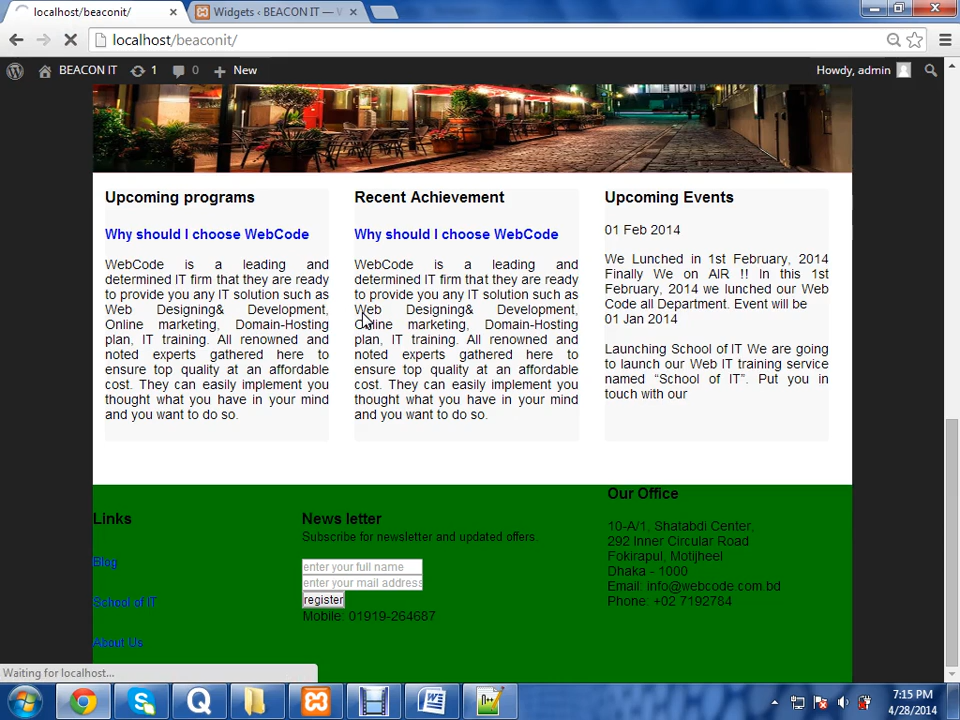 localhost/beaconit/
Widgets ‹ BEACON IT — W
localhost/beaconit/
BEACON IT
1
0
New
Howdy, admin
Upcoming programs
Why should I choose WebCode
WebCode is a leading and
determined IT firm that they are ready
to provide you any IT solution such as
Web Designing& Development,
Online marketing, Domain-Hosting
plan, IT training. All renowned and
noted experts gathered here to
ensure top quality at an affordable
cost. They can easily implement you
thought what you have in your mind
and you want to do so.
Recent Achievement
Why should I choose WebCode
WebCode is a leading and
determined IT firm that they are ready
to provide you any IT solution such as
Web Designing& Development,
Online marketing, Domain-Hosting
plan, IT training. All renowned and
noted experts gathered here to
ensure top quality at an affordable
cost. They can easily implement you
thought what you have in your mind
and you want to do so.
Upcoming Events
01 Feb 2014
We Lunched in 1st February, 2014
Finally We on AIR !! In this 1st
February, 2014 we lunched our Web
Code all Department. Event will be
01 Jan 2014
Launching School of IT We are going
to launch our Web IT training service
named “School of IT”. Put you in
touch with our
Links
Blog
School of IT
About Us
News letter
Subscribe for newsletter and updated offers.
enter your full name
enter your mail address
register
Mobile: 01919-264687
Our Office
10-A/1, Shatabdi Center,
292 Inner Circular Road
Fokirapul, Motijheel
Dhaka - 1000
Email: info@webcode.com.bd
Phone: +02 7192784
Waiting for localhost...
7:15 PM
4/28/2014